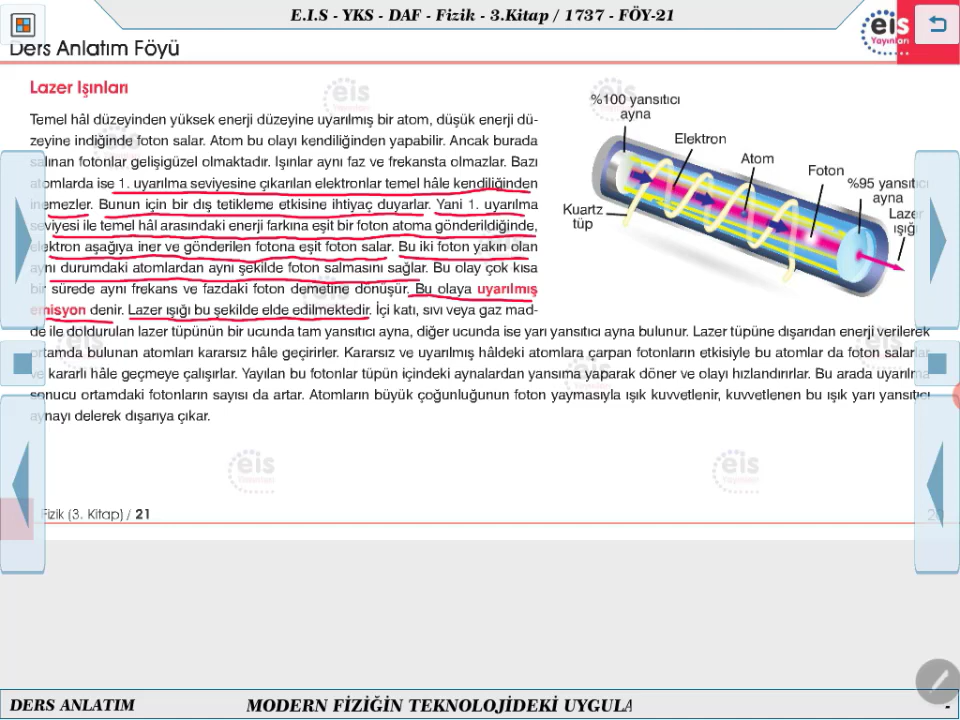 E.I.S - YKS - DAF - Fizik - 3.Kitap / 1737 - FÖY-21
eis
Yayınları
Ders Anlatım Föyü
Lazer Işınları
Temel hâl düzeyinden yüksek enerji düzeyine uyarılmış bir atom, düşük enerji dü-
zeyine indiğinde foton salar. Atom bu olayı kendiliğinden yapabilir. Ancak burada
salınan fotonlar gelişigüzel olmaktadır. Işınlar aynı faz ve frekansta olmazlar. Bazı
atomlarda ise 1. uyarılma seviyesine çıkarılan elektronlar temel hâle kendiliğinden
inemezler. Bunun için bir dış tetikleme etkisine ihtiyaç duyarlar. Yani 1. uyarılma
seviyesi ile temel hâl arasındaki enerji farkına eşit bir foton atoma gönderildiğinde,
elektron aşağıya iner ve gönderilen fotona eşit foton salar. Bu iki foton yakın olan
aynı durumdaki atomlardan aynı şekilde foton salmasını sağlar. Bu olay çok kısa
bir sürede aynı frekans ve fazdaki foton demetine dönüşür. Bu olaya uyarılmış
emisyon denir. Lazer ışığı bu şekilde elde edilmektedir. İçi katı, sıvı veya gaz mad-
de ile doldurulan lazer tüpünün bir ucunda tam yansıtıcı ayna, diğer ucunda ise yarı yansıtıcı ayna bulunur. Lazer tüpüne dışarıdan enerji verilerek
ortamda bulunan atomları kararsız hâle geçirirler. Kararsız ve uyarılmış hâldeki atomlara çarpan fotonların etkisiyle bu atomlar da foton salarlar
ve kararlı hâle geçmeye çalışırlar. Yayılan bu fotonlar tüpün içindeki aynalardan yansıma yaparak döner ve olayı hızlandırırlar. Bu arada uyarılma
sonucu ortamdaki fotonların sayısı da artar. Atomların büyük çoğunluğunun foton yaymasıyla ışık kuvvetlenir, kuvvetlenen bu ışık yarı yansıtıcı
aynayı delerek dışarıya çıkar.
%100 yansıtıcı
ayna
Elektron
Atom
Foton
%95 yansıtıcı
ayna
Lazer
ışığı
Kuartz
tüp
Fizik (3. Kitap) / 21
DERS ANLATIM
MODERN FİZİĞİN TEKNOLOJİDEKİ UYGULA
-